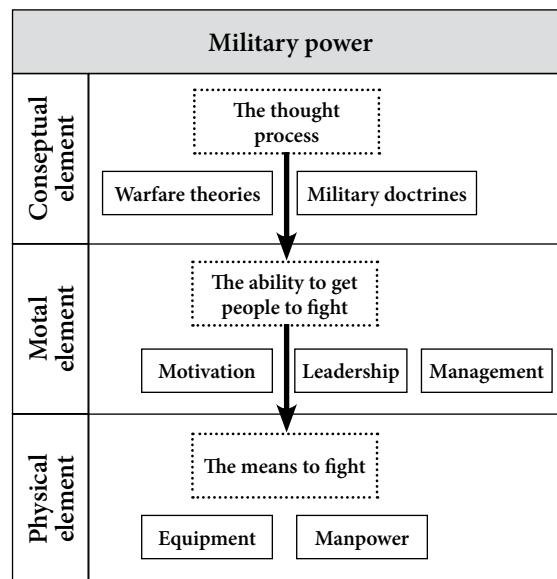 Military power
Conseptual
element
The thought
process
Warfare theories
Military doctrines
Motal
element
The ability to get
people to fight
Motivation
Leadership
Management
Physical
element
The means to fight
Equipment
Manpower